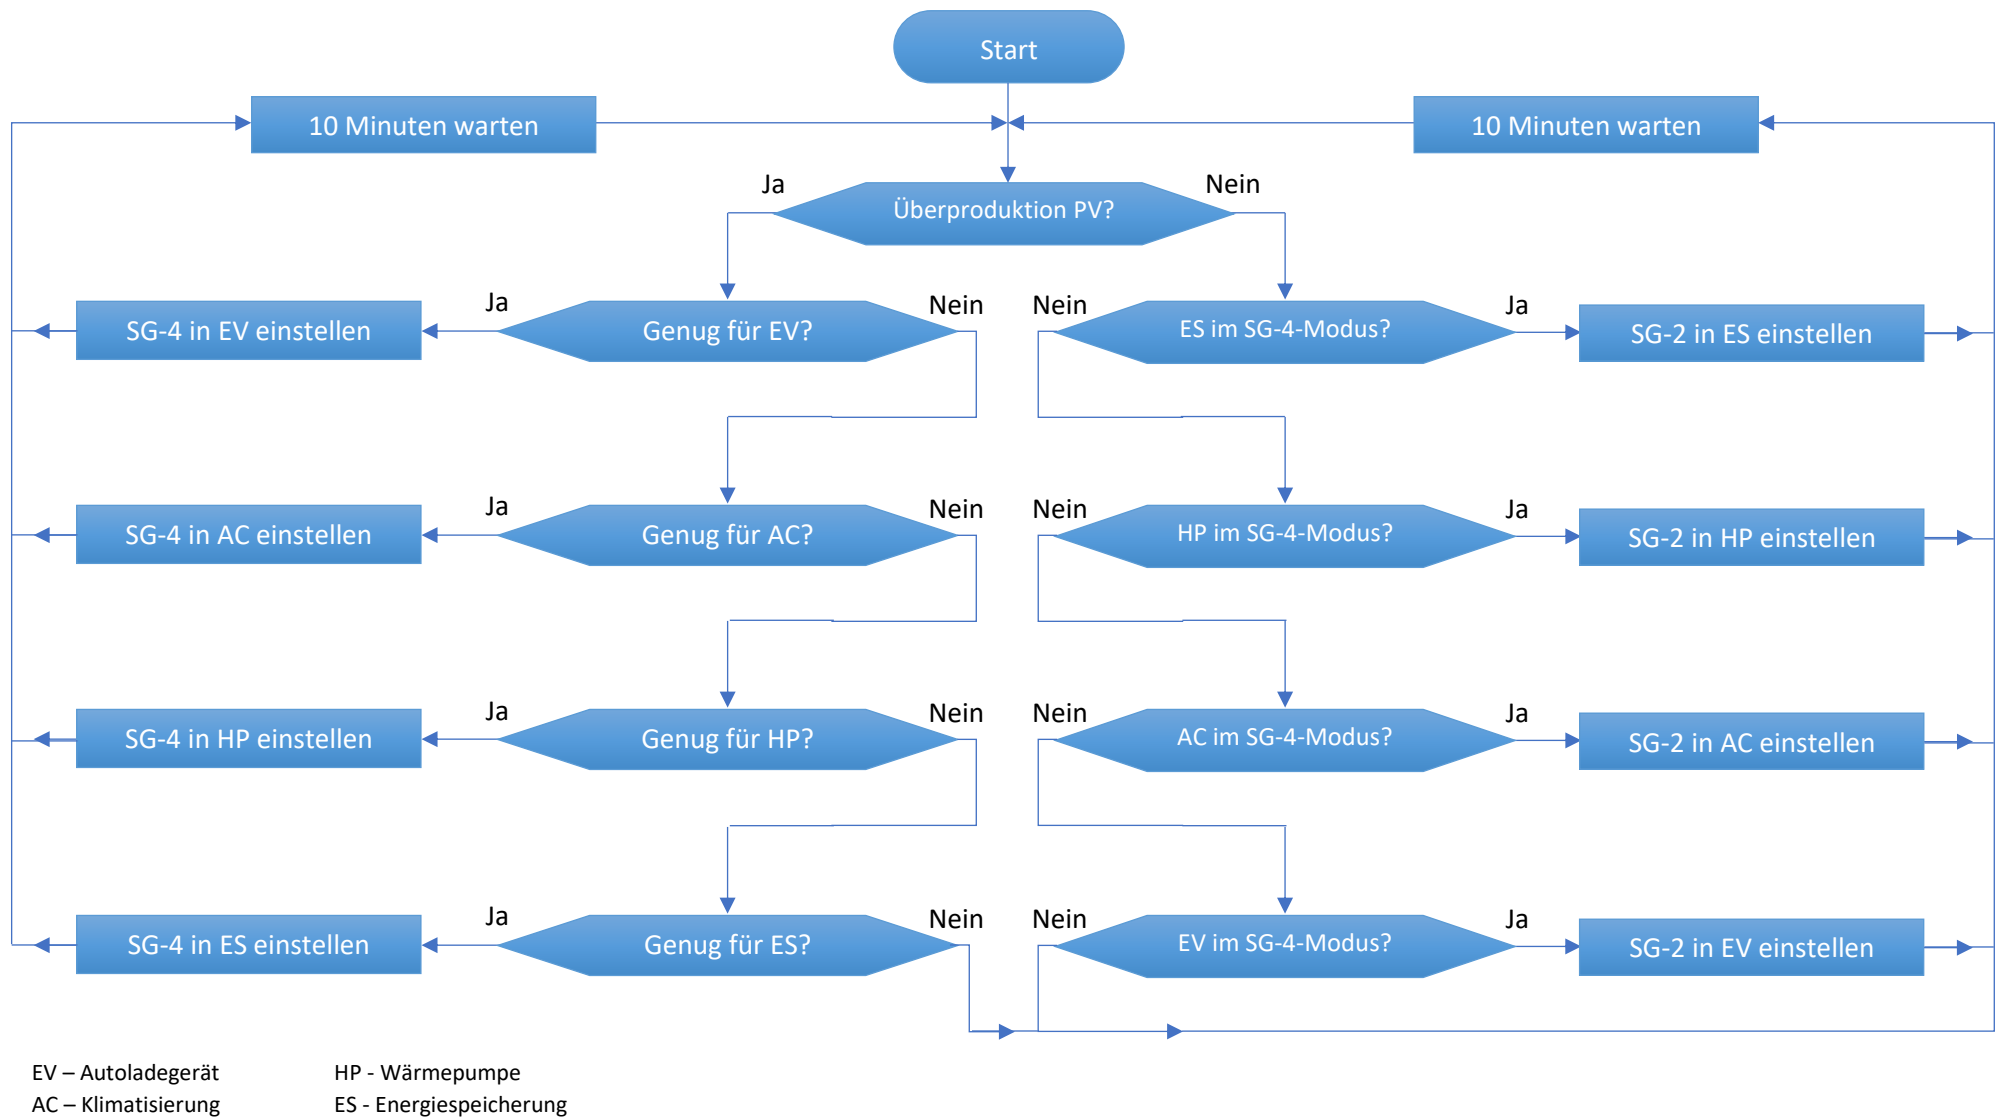 Start
10 Minuten warten
10 Minuten warten
Ja
Nein
Überproduktion PV?
Ja
Nein
Nein
Ja
SG-4 in EV einstellen
Genug für EV?
ES im SG-4-Modus?
SG-2 in ES einstellen
Ja
Nein
Nein
Ja
SG-4 in AC einstellen
Genug für AC?
HP im SG-4-Modus?
SG-2 in HP einstellen
Ja
Nein
Nein
Ja
SG-4 in HP einstellen
Genug für HP?
AC im SG-4-Modus?
SG-2 in AC einstellen
Ja
Nein
Nein
Ja
SG-4 in ES einstellen
Genug für ES?
EV im SG-4-Modus?
SG-2 in EV einstellen
EV – Autoladegerät
HP - Wärmepumpe
AC – Klimatisierung
ES - Energiespeicherung